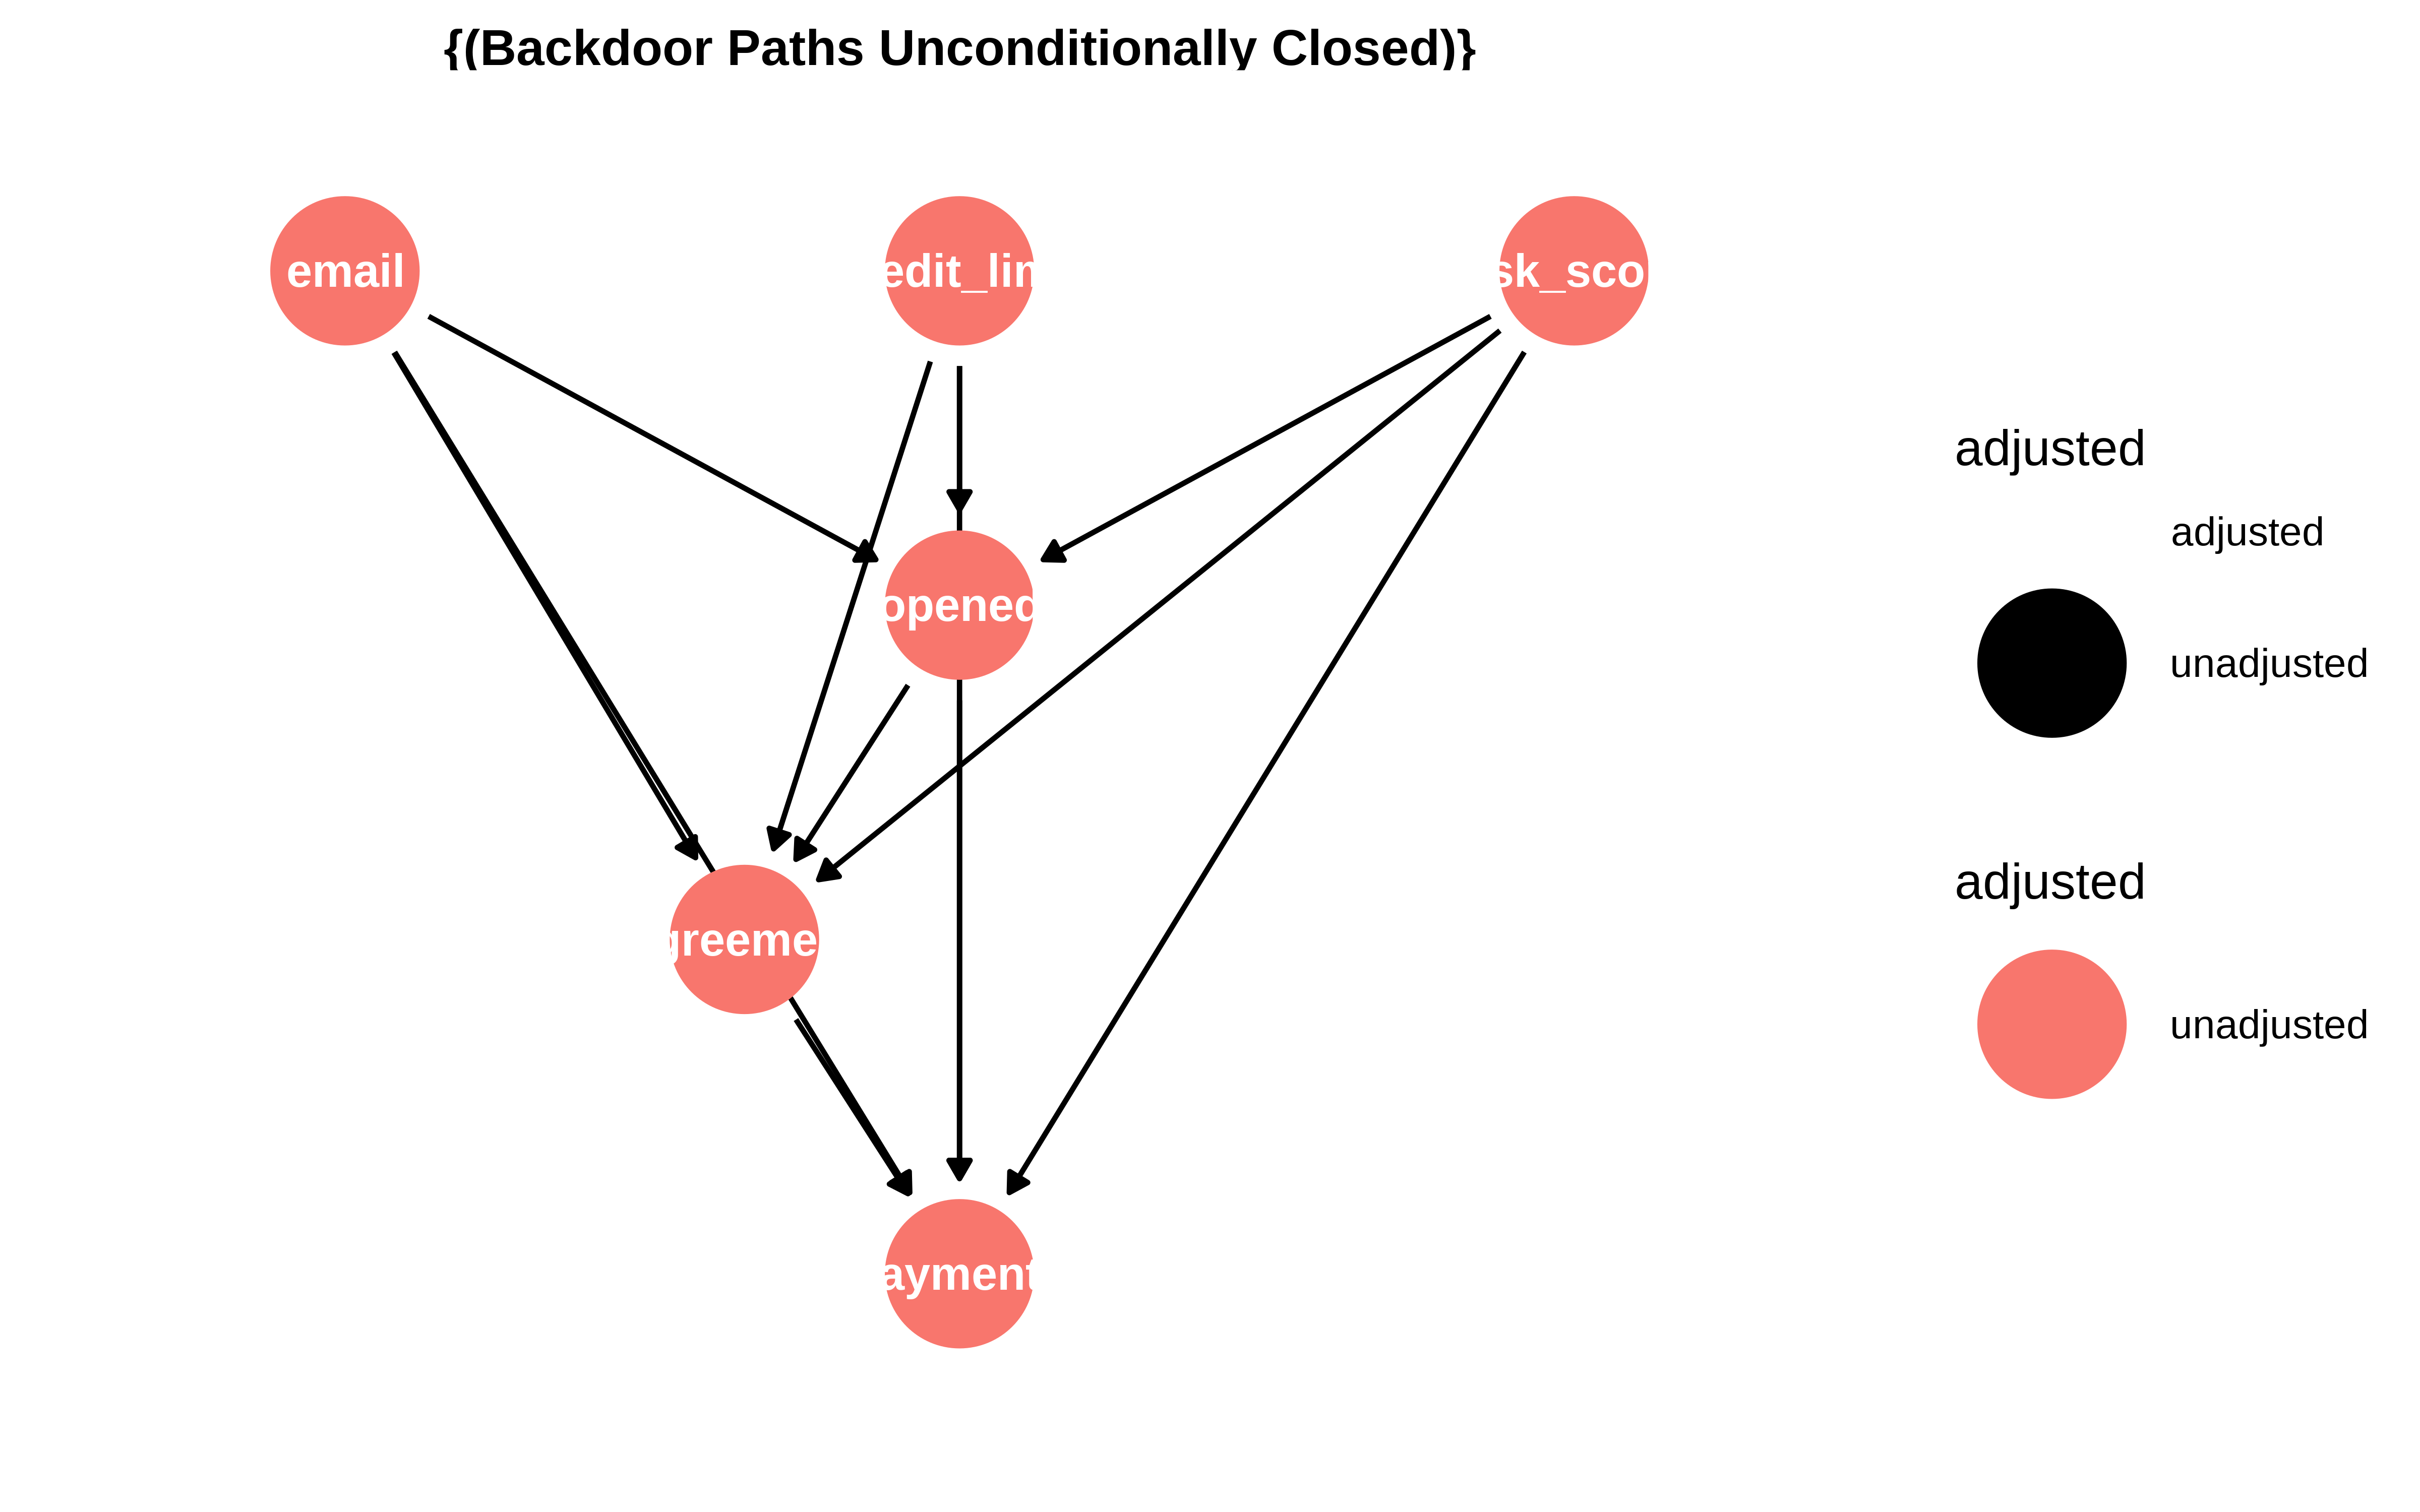 {(Backdoor Paths Unconditionally Closed)}
email
edit_lin
sk_sco
adjusted
adjusted
opened
unadjusted
adjusted
greeme
unadjusted
ayment